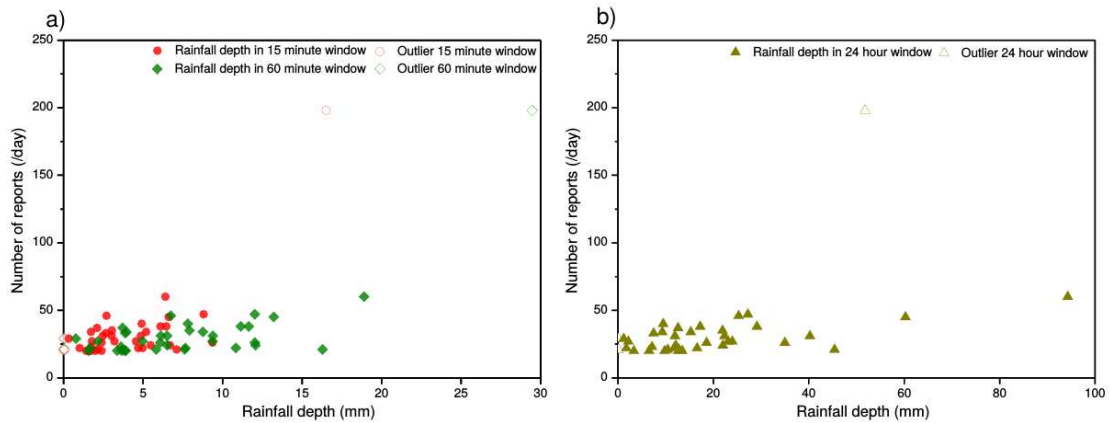 a)
Rainfall depth in 15 minute window
Outlier 15 minute window
Rainfall depth in 60 minute window
Outlier 60 minute window
Number of reports (/day)
250
200
150
100
50
0
0 5 10 15 20 25 30
Rainfall depth (mm)
b)
Rainfall depth in 24 hour window
Outlier 24 hour window
Number of reports (/day)
250
200
150
100
50
0
0 20 40 60 80 100
Rainfall depth (mm)